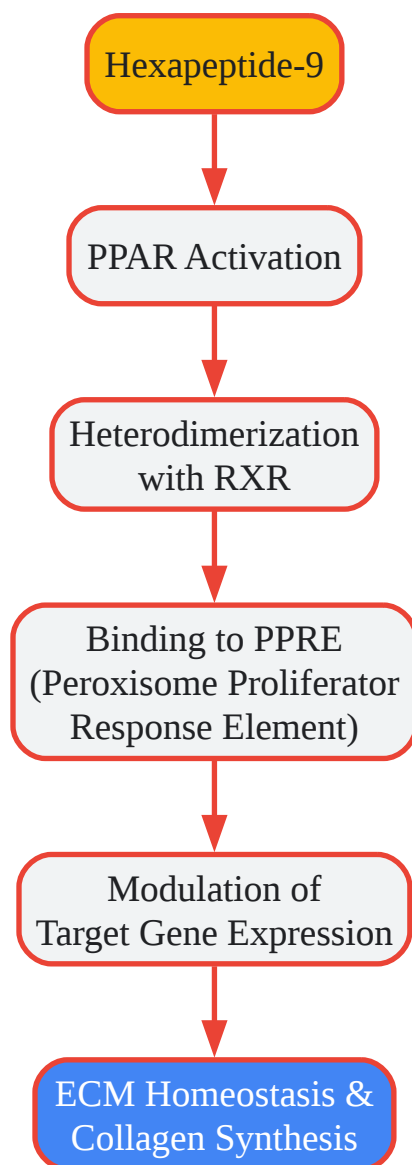 Hexapeptide-9
PPAR Activation
Heterodimerization
with RXR
Binding to PPRE
(Peroxisome Proliferator
Response Element)
Modulation of
Target Gene Expression
ECM Homeostasis &
Collagen Synthesis